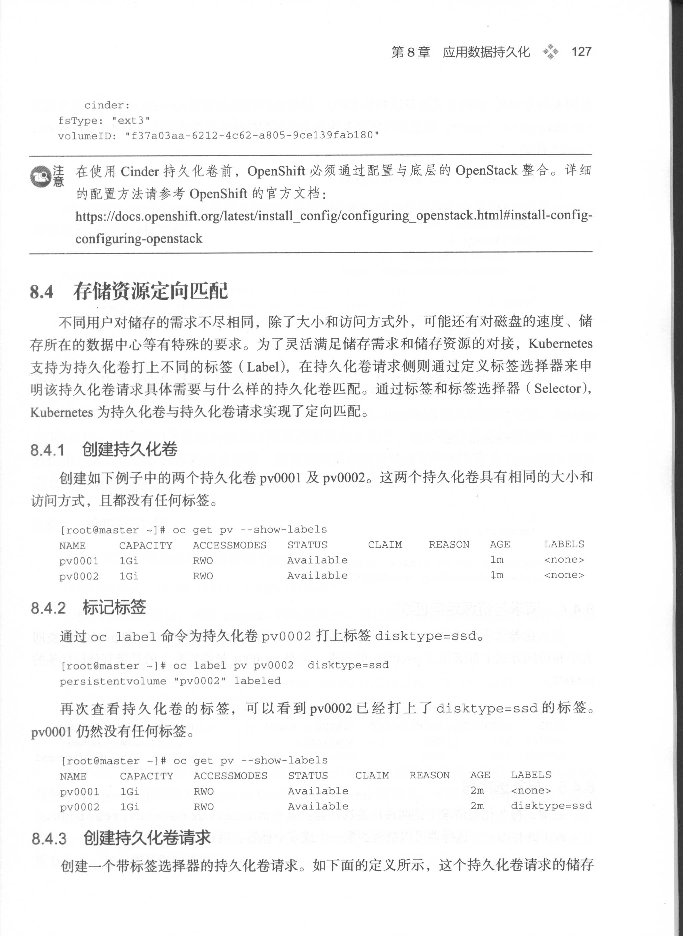 第8章 应用数据持久化 127
cinder:
fsType: "ext3"
volumeID: "f37a03aa-6212-4c62-a805-9ce139fab180"
注意 在使用 Cinder 持久化卷前，OpenShift 必须通过配置与底层的 OpenStack 整合。详细
的配置方法请参考 OpenShift 的官方文档：
https://docs.openshift.org/latest/install_config/configuring_openstack.html#install-config-
configuring-openstack
8.4 存储资源定向匹配
不同用户对储存的需求不尽相同，除了大小和访问方式外，可能还有对磁盘的速度、储
存所在的数据中心等有特殊的要求。为了灵活满足储存需求和储存资源的对接，Kubernetes
支持为持久化卷打上不同的标签（Label），在持久化卷请求侧则通过定义标签选择器来申
明该持久化卷请求具体需要与什么样的持久化卷匹配。通过标签和标签选择器（Selector），
Kubernetes 为持久化卷与持久化卷请求实现了定向匹配。
8.4.1 创建持久化卷
创建如下例子中的两个持久化卷 pv0001 及 pv0002。这两个持久化卷具有相同的大小和
访问方式，且都没有任何标签。
[root@master ~]# oc get pv --show-labels
NAME CAPACITY ACCESSMODES STATUS CLAIM REASON AGE LABELS
pv0001 1Gi RWO Available 1m <none>
pv0002 1Gi RWO Available 1m <none>
8.4.2 标记标签
通过 oc label 命令为持久化卷 pv0002 打上标签 disktype=ssd。
[root@master ~]# oc label pv pv0002 disktype=ssd
persistentvolume "pv0002" labeled
再次查看持久化卷的标签，可以看到 pv0002 已经打上了 disktype=ssd 的标签。
pv0001 仍然没有任何标签。
[root@master ~]# oc get pv --show-labels
NAME CAPACITY ACCESSMODES STATUS CLAIM REASON AGE LABELS
pv0001 1Gi RWO Available 2m <none>
pv0002 1Gi RWO Available 2m disktype=ssd
8.4.3 创建持久化卷请求
创建一个带标签选择器的持久化卷请求。如下面的定义所示，这个持久化卷请求的储存